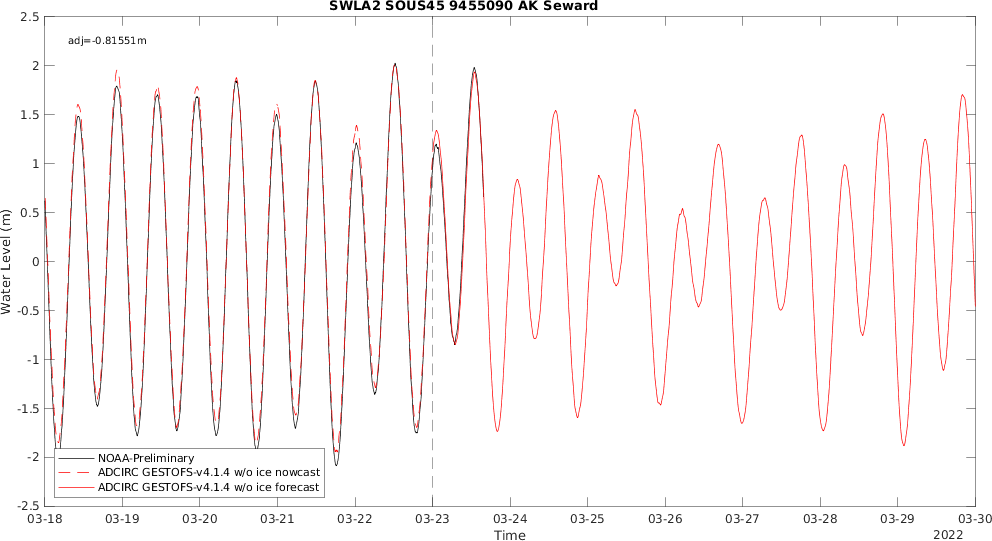 SWLA2 SOUS45 9455090 AK Seward
adj=-0.81551m
2.5
2
1.5
1
0.5
0
-0.5
-1
-1.5
-2
-2.5
Water Level (m)
NOAA-Preliminary
ADCIRC GESTOFS-v4.1.4 w/o ice nowcast
ADCIRC GESTOFS-v4.1.4 w/o ice forecast
03-18 03-19 03-20 03-21 03-22 03-23 03-24 03-25 03-26 03-27 03-28 03-29 03-30
Time
2022